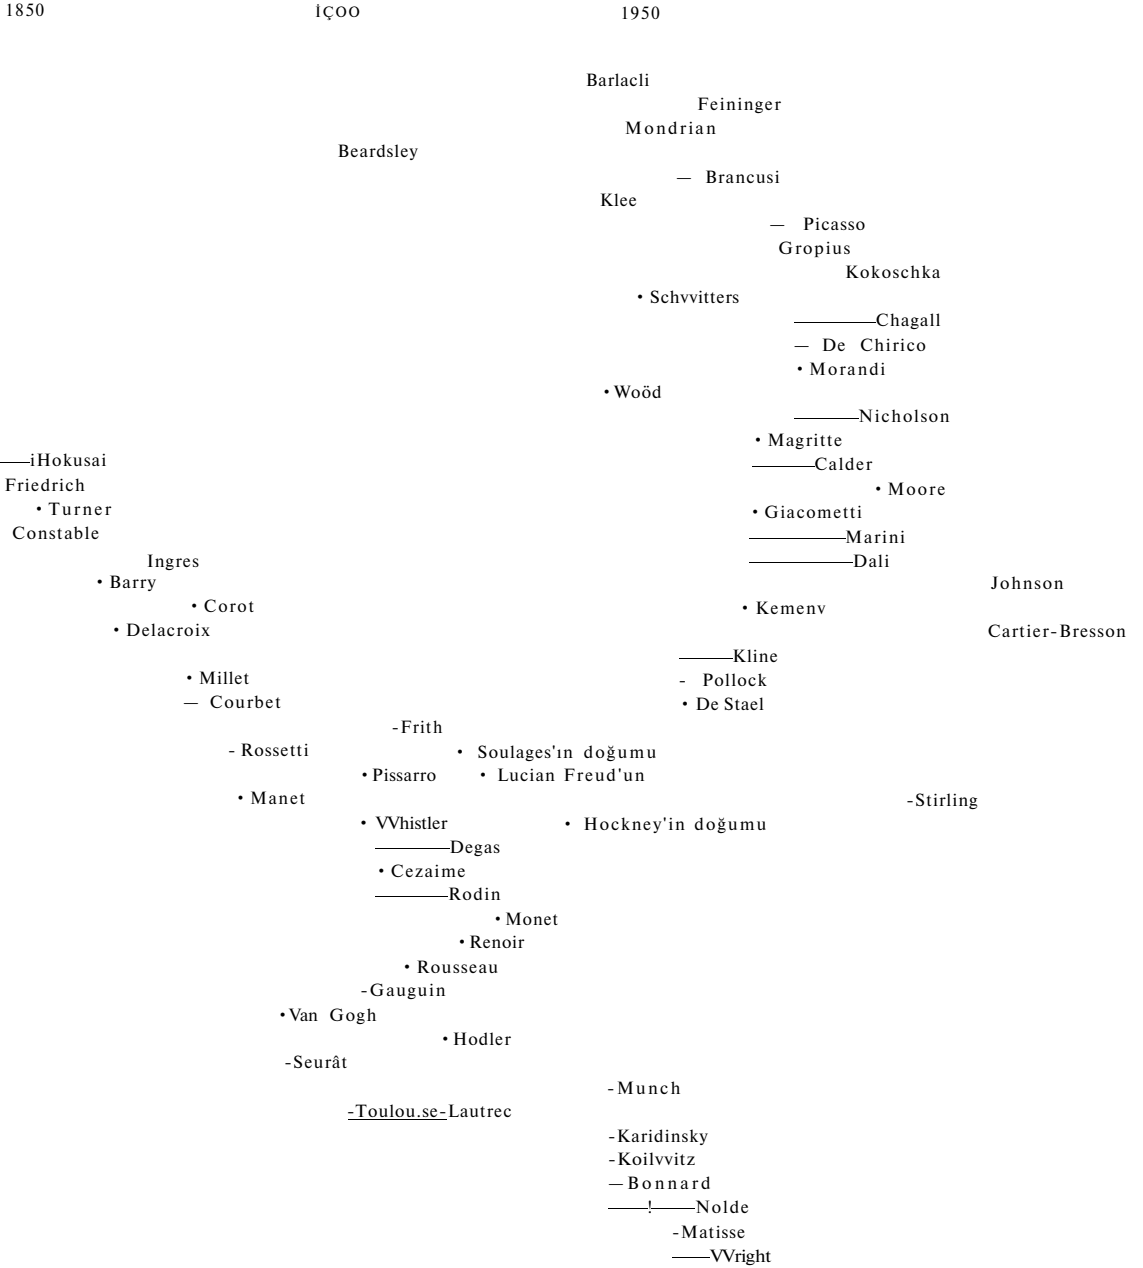 1850 İÇOO 1950
Barlacli
Feininger
Mondrian
Beardsley
— Brancusi
Klee
— Picasso
Gropius
Kokoschka
• Schvvitters
Chagall
— De Chirico
• Morandi
• Woöd
Nicholson
• Magritte
iHokusai
Calder
Friedrich
• Moore
• Turner
• Giacometti
Constable
Marini
Ingres
Dali
• Barry
Johnson
• Corot
• Kemenv
• Delacroix
Cartier-Bresson
Kline
• Millet
- Pollock
— Courbet
• De Stael
-Frith
- Rossetti
• Soulages'ın doğumu
• Pissarro • Lucian Freud'un
• Manet
-Stirling
• VVhistler • Hockney'in doğumu
Degas
• Cezaime
Rodin
• Monet
• Renoir
• Rousseau
-Gauguin
•Van Gogh
• Hodler
-Seurât
-Munch
-Toulou.se-Lautrec
-Karidinsky
-Koilvvitz
—Bonnard
!Nolde
-Matisse
VVright